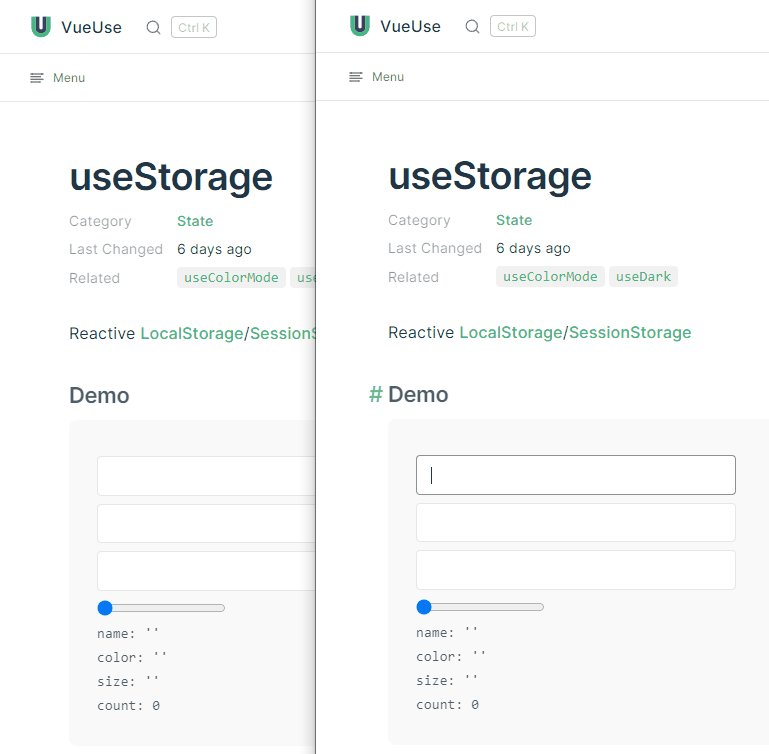 VueUse Ctrl K
Menu
useStorage
Category State
Last Changed 6 days ago
Related useColorMode use
Reactive LocalStorage/SessionS
Demo
name: ''
color: ''
size: ''
count: 0
VueUse Ctrl K
Menu
useStorage
Category State
Last Changed 6 days ago
Related useColorMode useDark
Reactive LocalStorage/SessionStorage
# Demo
name: ''
color: ''
size: ''
count: 0